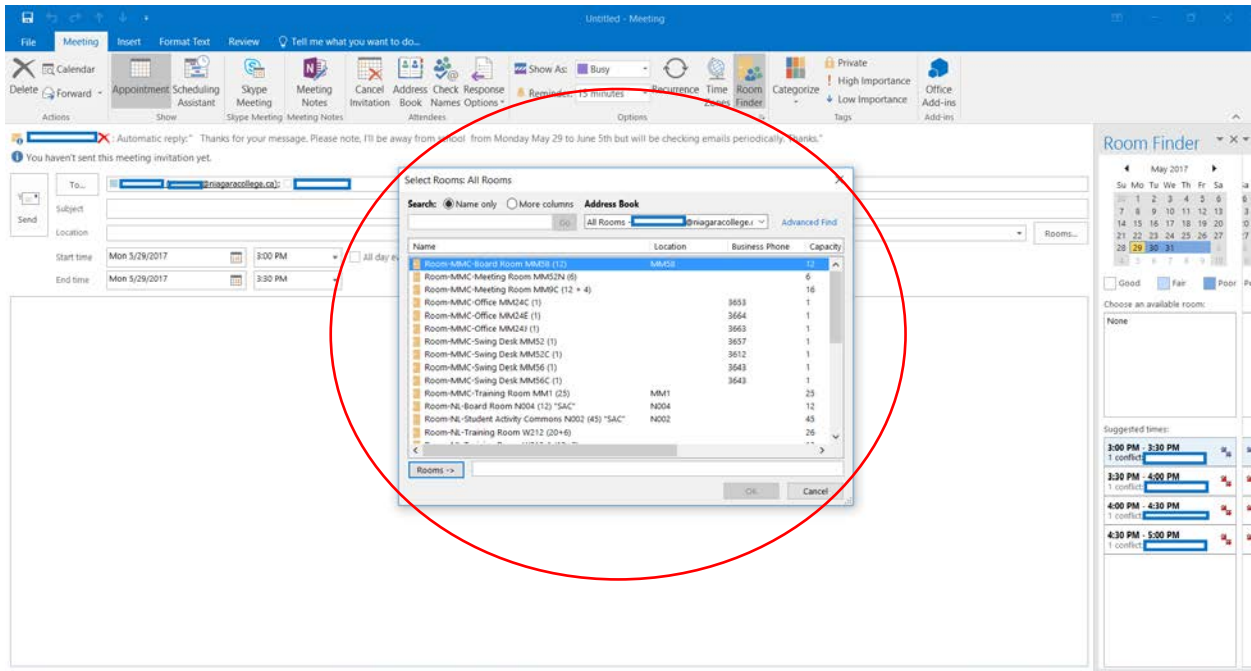 Untitled - Meeting
File Meeting Insert Format Text Review Tell me what you want to do...
Delete Calendar Forward Appointment Scheduling Assistant Skype Meeting Meeting Notes Cancel Invitation Address Book Check Names Response Options Show As: Busy Reminder: 15 minutes Recurrence Time Zones Room Finder Categorize Private High Importance Low Importance Office Add-ins
Actions Show Skype Meeting Meeting Notes Attendees Options Tags Add-ins
: Automatic reply:" Thanks for your message. Please note, I'll be away from school from Monday May 29 to June 5th but will be checking emails periodically. Thanks."
You haven't sent this meeting invitation yet.
Send
To... @niagaracollege.ca);
Subject
Location Rooms...
Start time Mon 5/29/2017 3:00 PM All day ev
End time Mon 5/29/2017 3:30 PM
Select Rooms: All Rooms
Search: Name only More columns Address Book
Go All Rooms - @niagaracollege.c Advanced Find
Name Location Business Phone Capacity
Room-MMC-Board Room MM58 (12) MM58 12
Room-MMC-Meeting Room MM52N (6) 6
Room-MMC-Meeting Room MM9C (12 + 4) 16
Room-MMC-Office MM24C (1) 3653 1
Room-MMC-Office MM24E (1) 3664 1
Room-MMC-Office MM24J (1) 3663 1
Room-MMC-Swing Desk MM52 (1) 3657 1
Room-MMC-Swing Desk MM52C (1) 3612 1
Room-MMC-Swing Desk MM56 (1) 3643 1
Room-MMC-Swing Desk MM56C (1) 3643 1
Room-MMC-Training Room MM1 (25) MM1 25
Room-NL-Board Room N004 (12) "SAC" N004 12
Room-NL-Student Activity Commons N002 (45) "SAC" N002 45
Room-NL-Training Room W212 (20+6) 26
Rooms ->
OK Cancel
Room Finder
May 2017
Su Mo Tu We Th Fr Sa
30 1 2 3 4 5 6
7 8 9 10 11 12 13
14 15 16 17 18 19 20
21 22 23 24 25 26 27
28 29 30 31
4 5 6 7 8 9 10
Good Fair Poor
Choose an available room:
None
Suggested times:
3:00 PM - 3:30 PM
1 conflict:
3:30 PM - 4:00 PM
1 conflict:
4:00 PM - 4:30 PM
1 conflict:
4:30 PM - 5:00 PM
1 conflict: